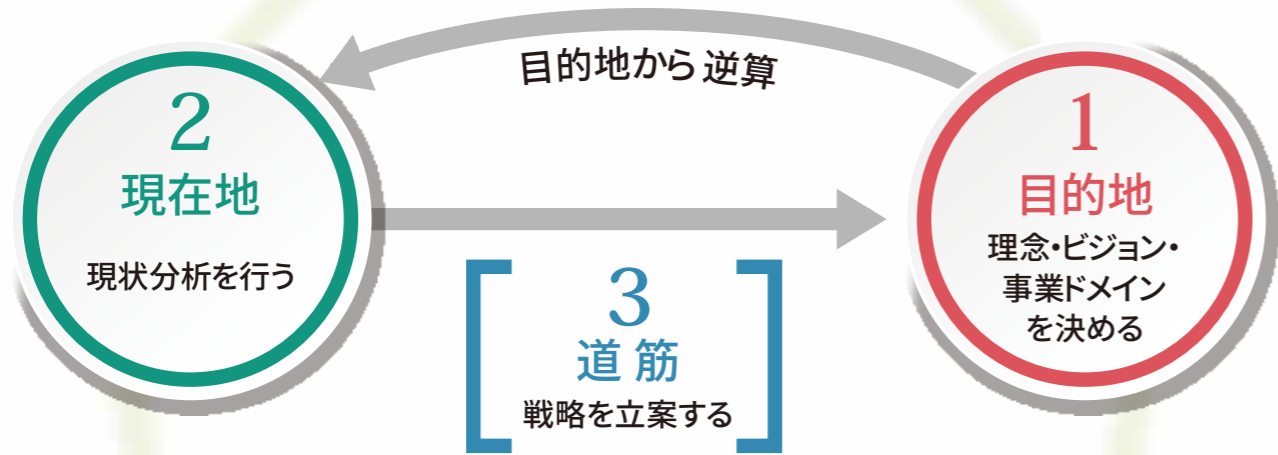 目的地から逆算
1
目的地
理念・ビジョン・
事業ドメイン
を決める
2
現在地
現状分析を行う
3
道筋
戦略を立案する